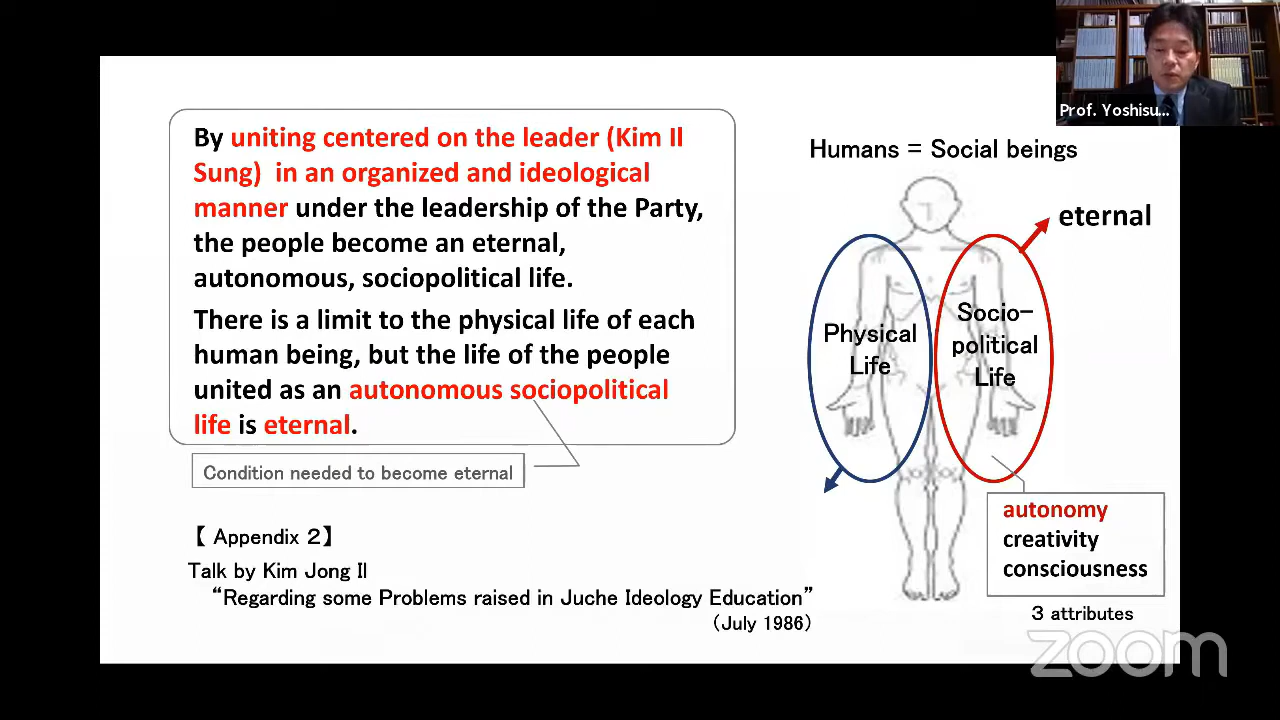 Prof. Yoshisu...
By uniting centered on the leader (Kim Il
Sung) in an organized and ideological
manner under the leadership of the Party,
the people become an eternal,
autonomous, sociopolitical life.
There is a limit to the physical life of each
human being, but the life of the people
united as an autonomous sociopolitical
life is eternal.
Condition needed to become eternal
【 Appendix 2】
Talk by Kim Jong Il
“Regarding some Problems raised in Juche Ideology Education”
(July 1986)
Humans = Social beings
eternal
Physical
Life
Socio-
political
Life
autonomy
creativity
consciousness
3 attributes
zoom